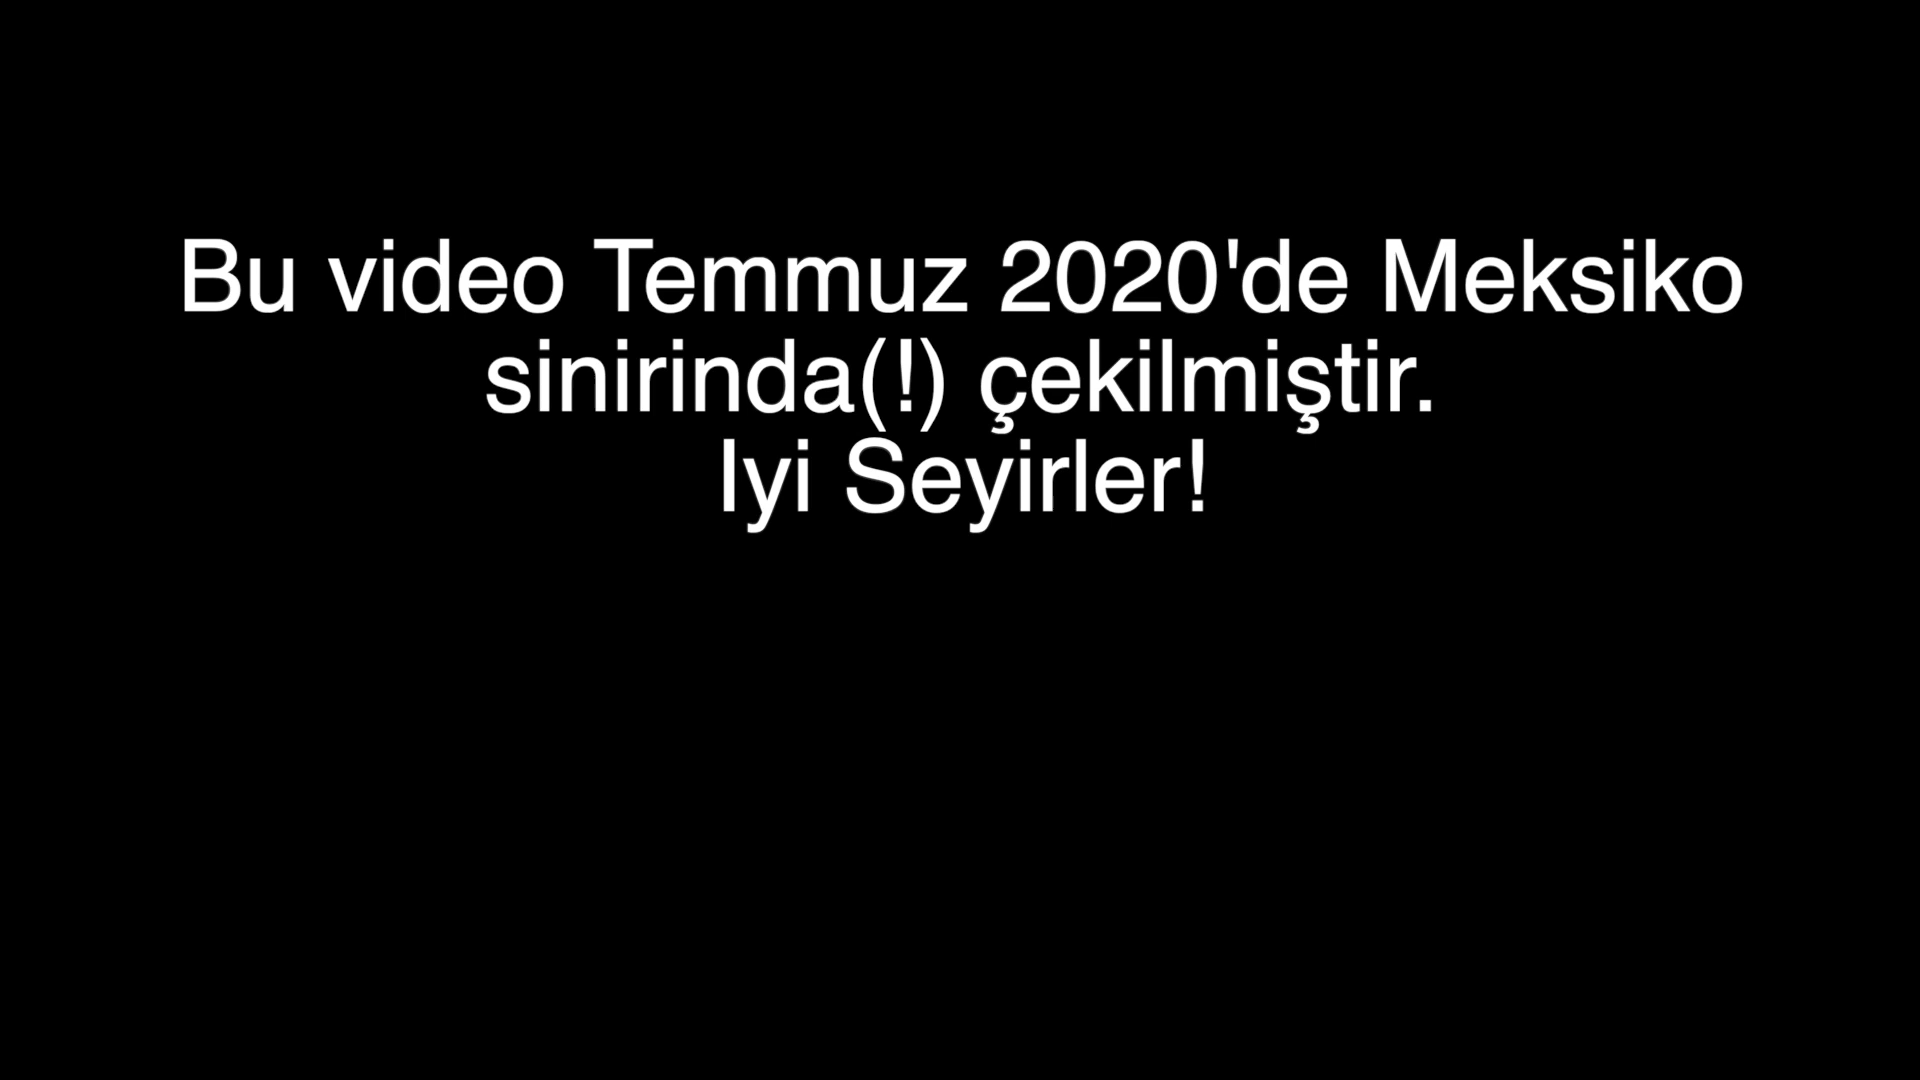 Bu video Temmuz 2020'de Meksiko
sinirinda(!) çekilmiştir.
Iyi Seyirler!